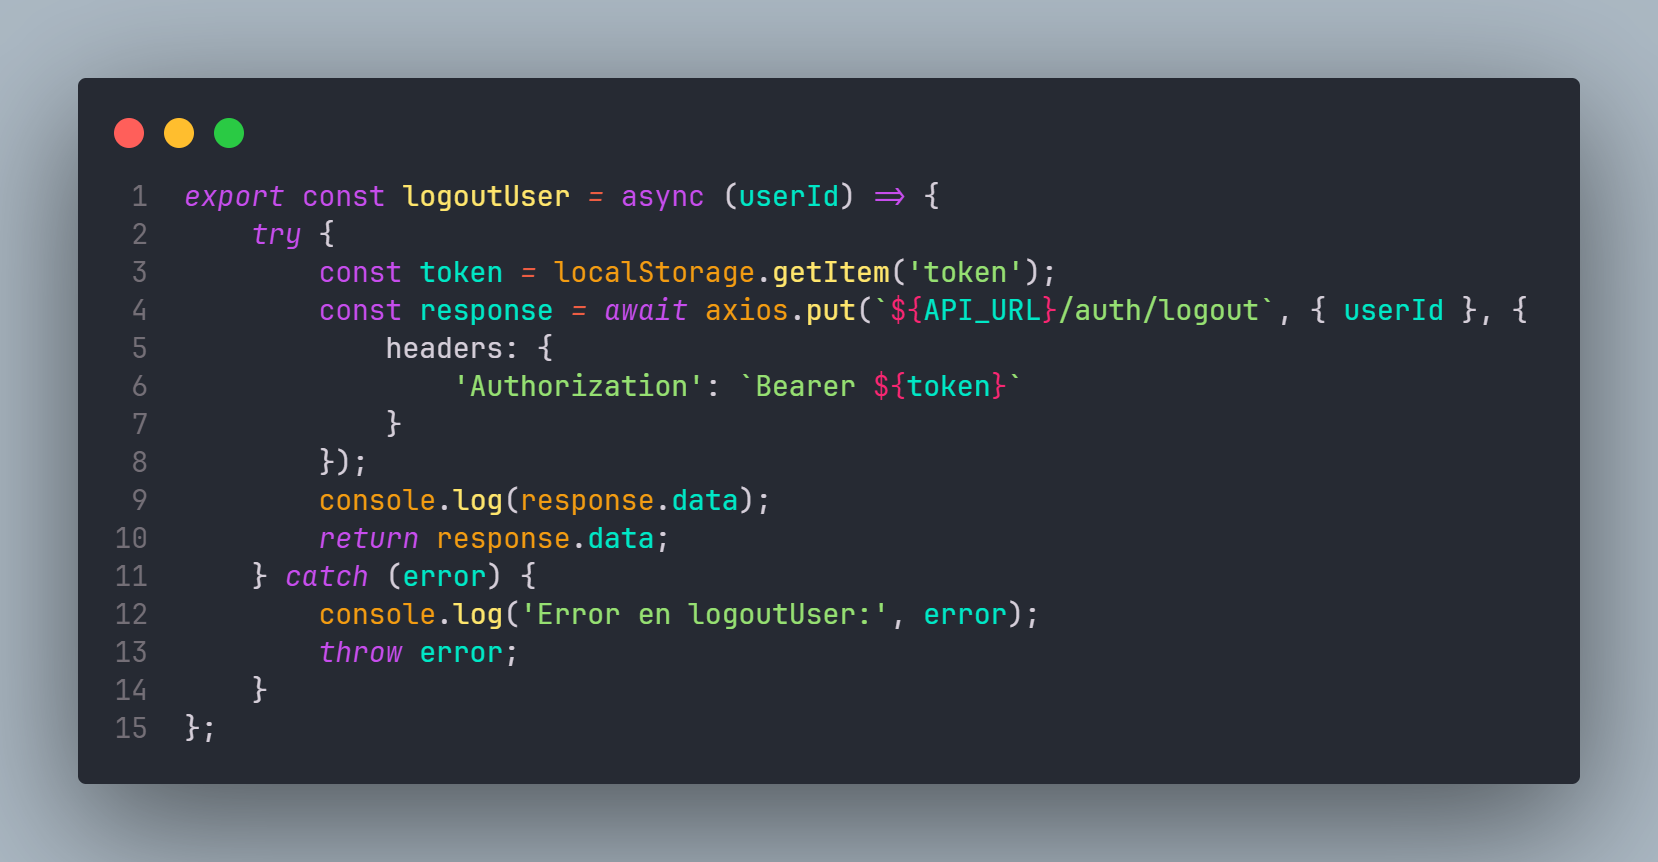 1 export const logoutUser = async (userId) => {
2     try {
3         const token = localStorage.getItem('token');
4         const response = await axios.put(`${API_URL}/auth/logout`, { userId }, {
5             headers: {
6                 'Authorization': `Bearer ${token}`
7             }
8         });
9         console.log(response.data);
10         return response.data;
11     } catch (error) {
12         console.log('Error en logoutUser:', error);
13         throw error;
14     }
15 };